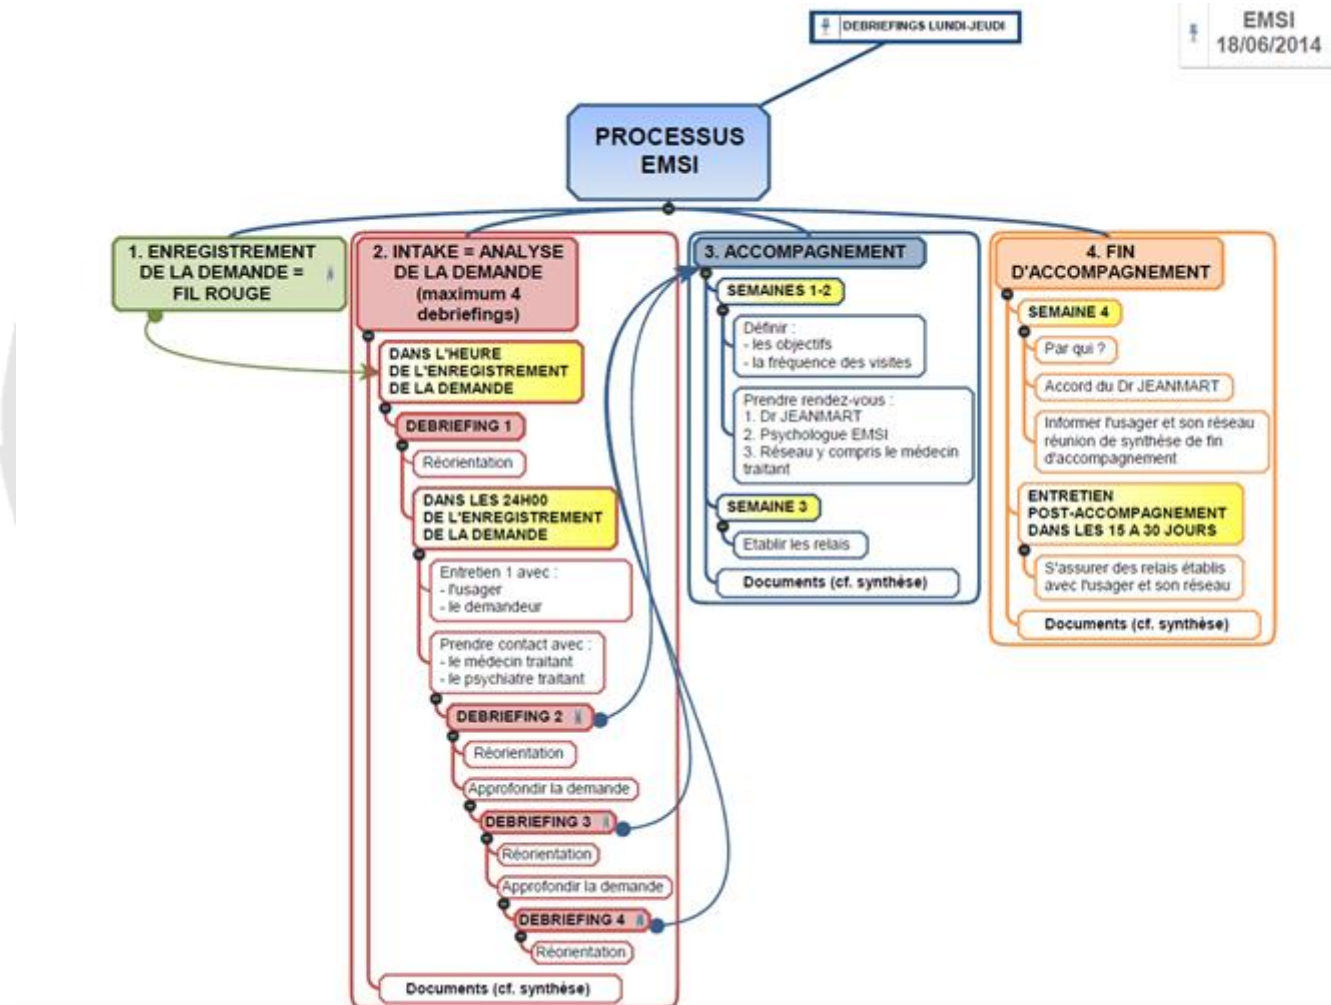 DEBRIEFINGS LUNDI-JEUDI
EMSI
18/06/2014
PROCESSUS
EMSI
1. ENREGISTREMENT
DE LA DEMANDE =
FIL ROUGE
2. INTAKE = ANALYSE
DE LA DEMANDE
(maximum 4
debriefings)
DANS L'HEURE
DE L'ENREGISTREMENT
DE LA DEMANDE
DEBRIEFING 1
Réorientation
DANS LES 24H00
DE L'ENREGISTREMENT
DE LA DEMANDE
Entretien 1 avec :
- l'usager
- le demandeur
Prendre contact avec :
- le médecin traitant
- le psychiatre traitant
DEBRIEFING 2
Réorientation
Approfondir la demande
DEBRIEFING 3
Réorientation
Approfondir la demande
DEBRIEFING 4
Réorientation
Documents (cf. synthèse)
3. ACCOMPAGNEMENT
SEMAINES 1-2
Définir :
- les objectifs
- la fréquence des visites
Prendre rendez-vous :
1. Dr JEANMART
2. Psychologue EMSI
3. Réseau y compris le médecin
traitant
SEMAINE 3
Etablir les relais
Documents (cf. synthèse)
4. FIN
D'ACCOMPAGNEMENT
SEMAINE 4
Par qui ?
Accord du Dr JEANMART
Informer l'usager et son réseau
réunion de synthèse de fin
d'accompagnement
ENTRETIEN
POST-ACCOMPAGNEMENT
DANS LES 15 A 30 JOURS
S'assurer des relais établis
avec l'usager et son réseau
Documents (cf. synthèse)